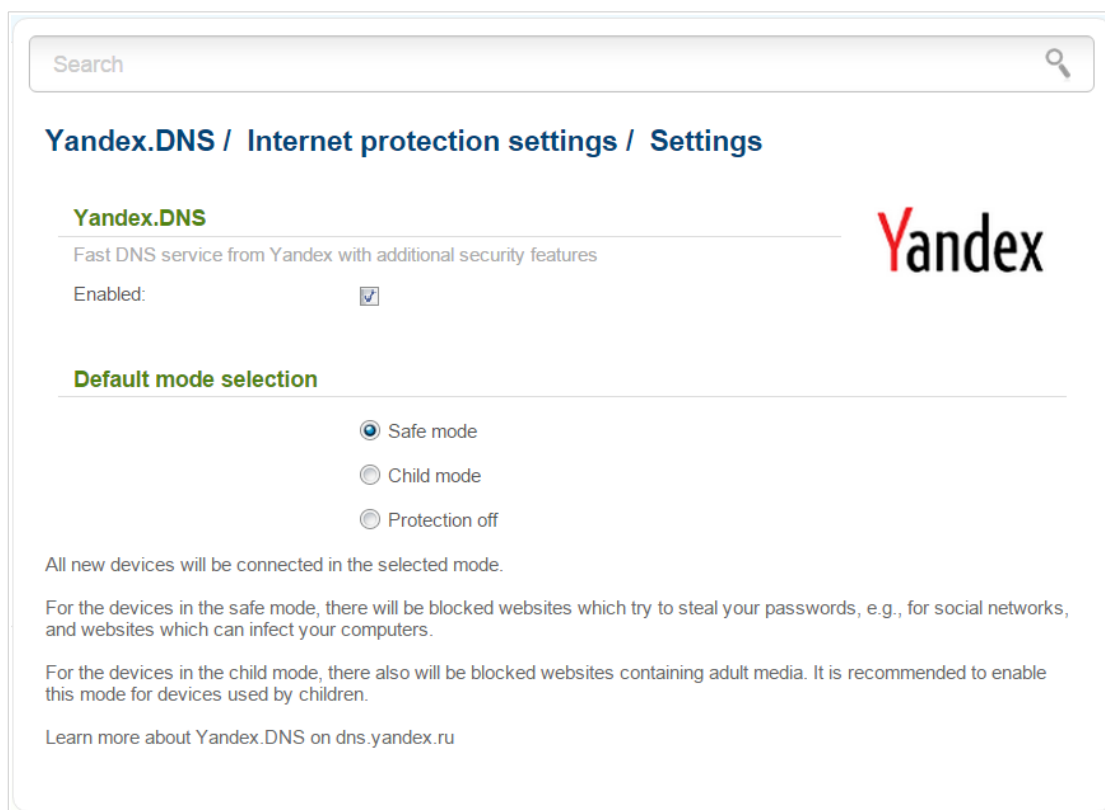 Search
Yandex.DNS / Internet protection settings / Settings
Yandex.DNS
Yandex
Fast DNS service from Yandex with additional security features
Enabled:
Default mode selection
Safe mode
Child mode
Protection off
All new devices will be connected in the selected mode.
For the devices in the safe mode, there will be blocked websites which try to steal your passwords, e.g., for social networks,
and websites which can infect your computers.
For the devices in the child mode, there also will be blocked websites containing adult media. It is recommended to enable
this mode for devices used by children.
Learn more about Yandex.DNS on dns.yandex.ru